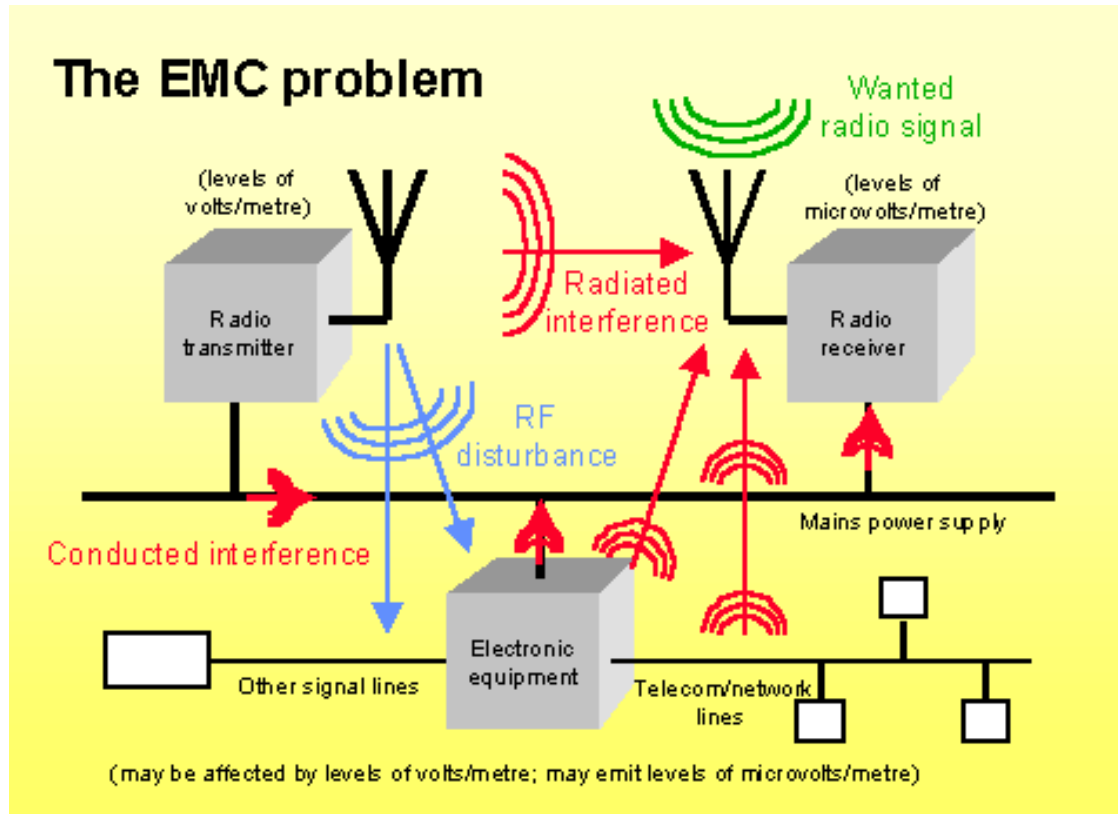 The EMC problem
Wanted
radio signal
(levels of
volts/metre)
(levels of
microvolts/metre)
Radio
transmitter
Radiated
interference
Radio
receiver
RF
disturbance
Mains power supply
Conducted interference
Electronic
equipment
Other signal lines
Telecom/network
lines
(may be affected by levels of volts/metre; may emit levels of microvolts/metre)